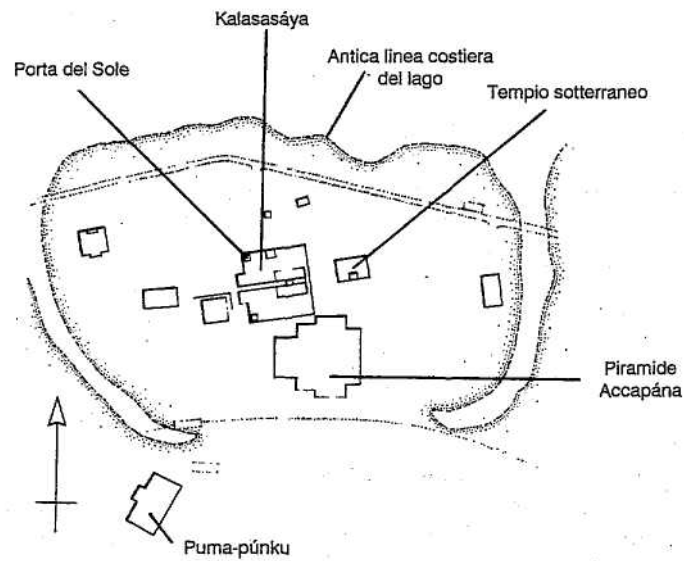 Kalasasáya
Porta del Sole
Antica linea costiera
del lago
Tempio sotterraneo
Piramide
Accapána
Puma-púnku